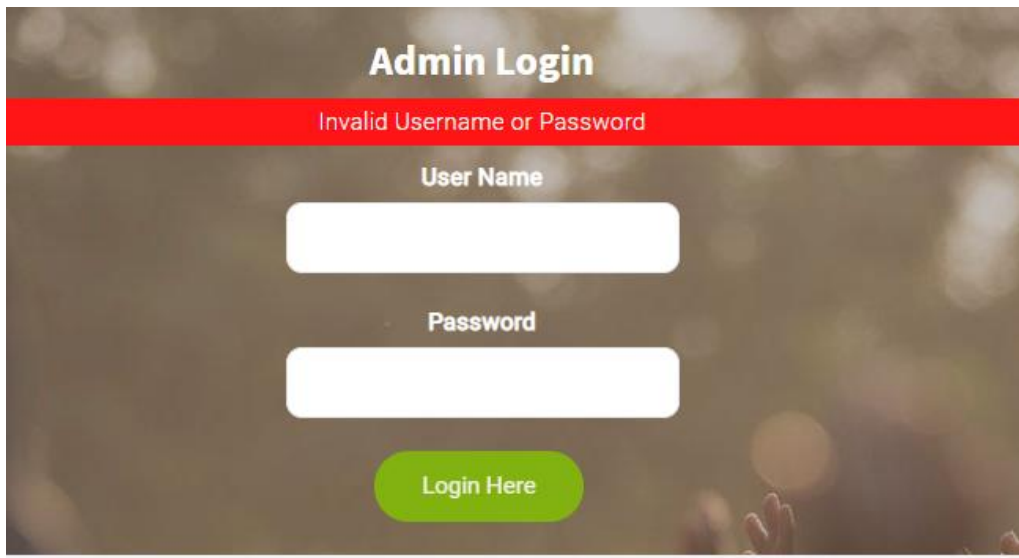 Admin Login
Invalid Username or Password
User Name
Password
Login Here